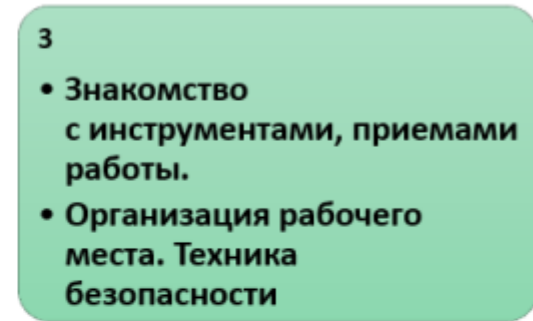 3
• Знакомство
с инструментами, приемами
работы.
• Организация рабочего
места. Техника
безопасности